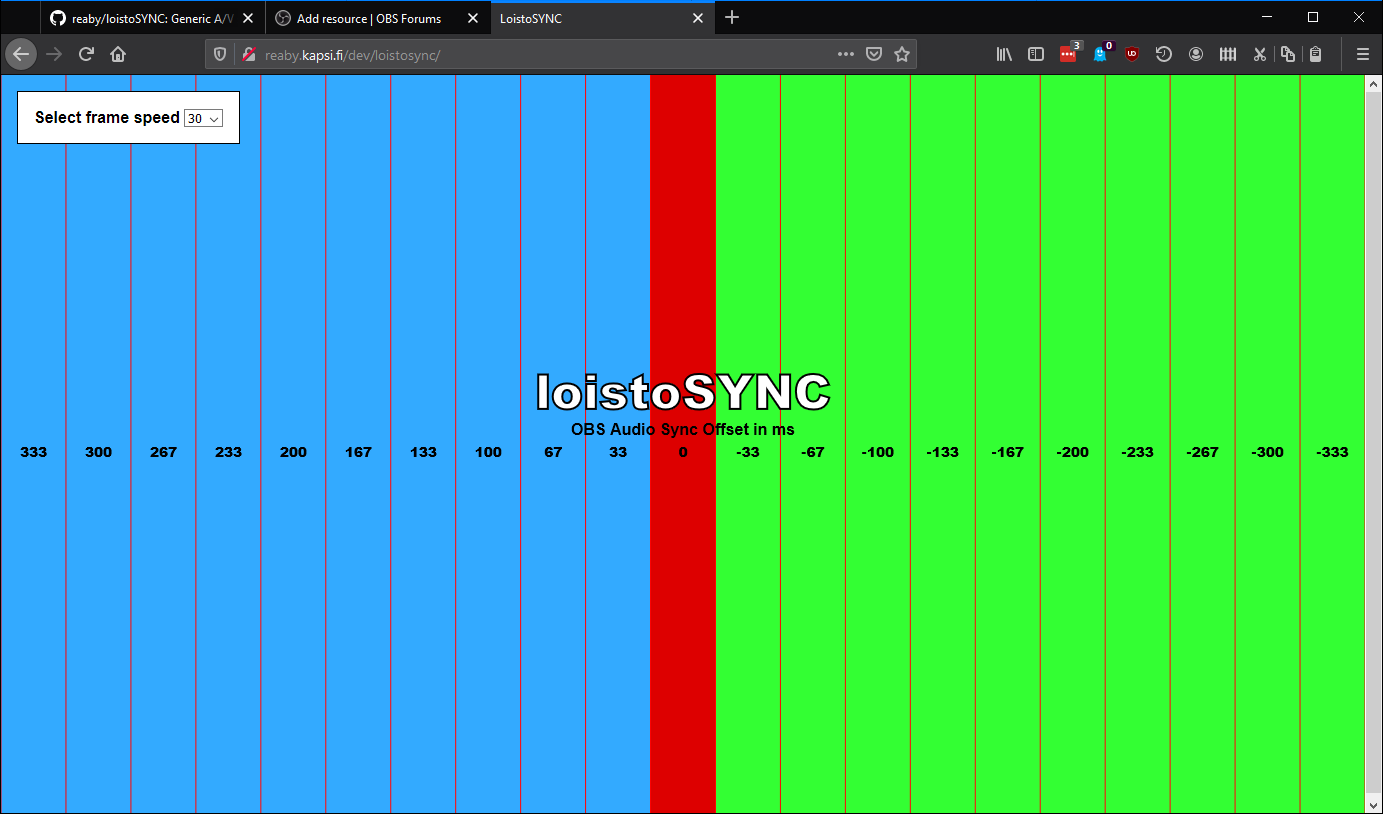 reaby/loistoSYNC: Generic A/V
Add resource | OBS Forums
LoistoSYNC
reaby.kapsi.fi/dev/loistosync/
3
0
Select frame speed 30
loistoSYNC
OBS Audio Sync Offset in ms
333 300 267 233 200 167 133 100 67 33 0 -33 -67 -100 -133 -167 -200 -233 -267 -300 -333